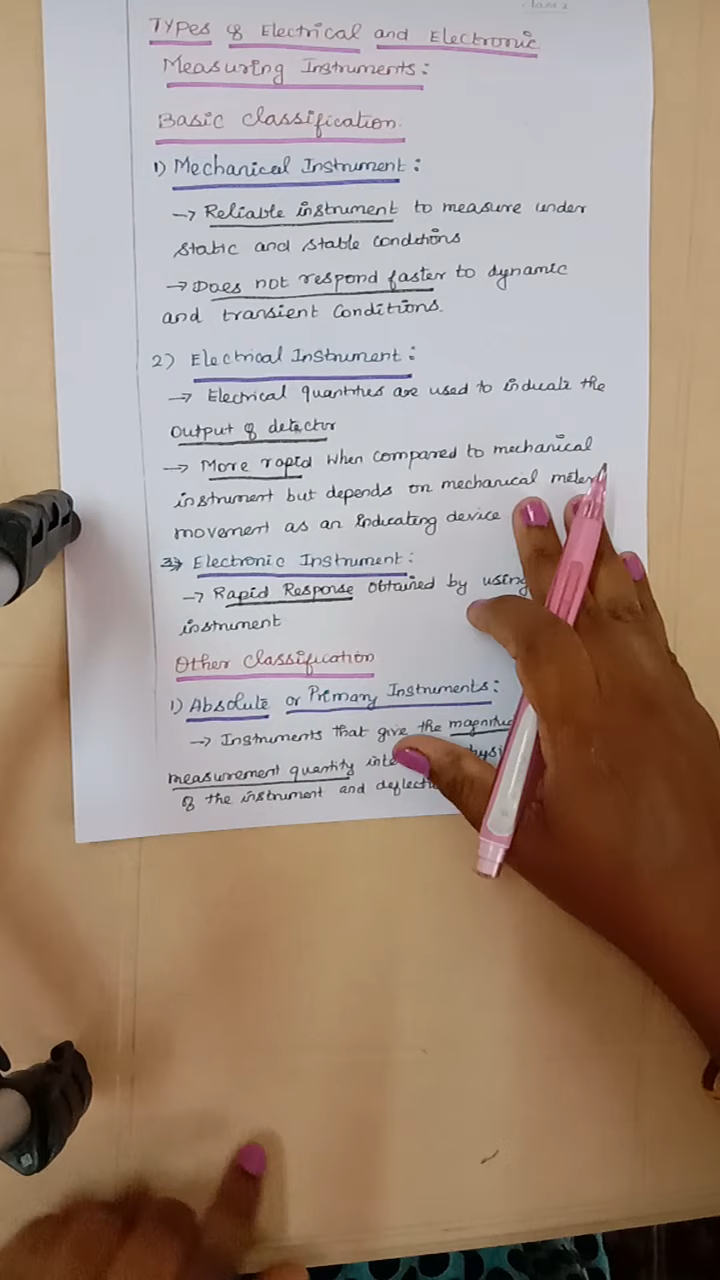 Class 2
Types of Electrical and Electronic
Measuring Instruments:
Basic Classification.
1) Mechanical Instrument:
→ Reliable instrument to measure under
static and stable conditions
→ Does not respond faster to dynamic
and transient conditions.
2) Electrical Instrument:
→ Electrical quantities are used to indicate the
output of detector
→ More rapid when compared to mechanical
instrument but depends on mechanical meter
movement as an indicating device
3) Electronic Instrument:
→ Rapid Response obtained by using
instrument
Other Classification
1) Absolute or Primary Instruments:
→ Instruments that give the
measurement quantity
of the instrument and